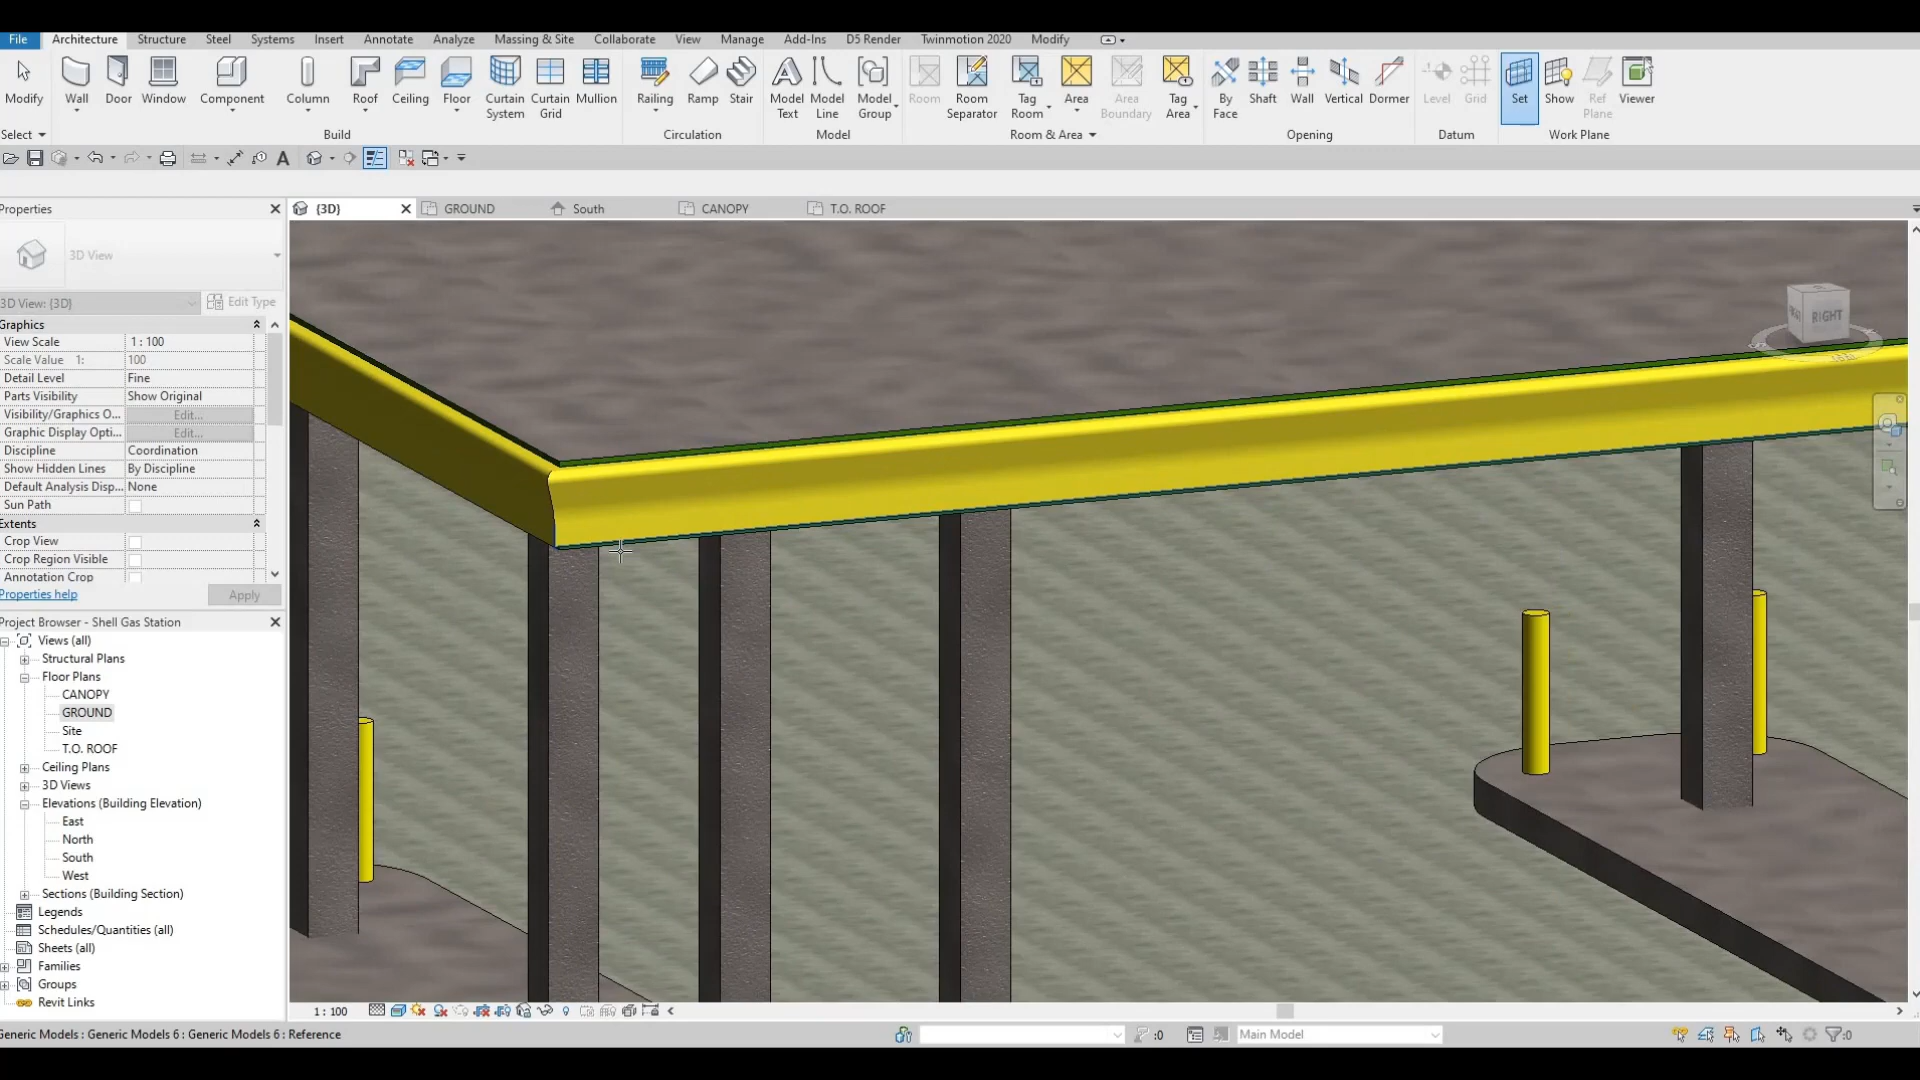 File Architecture Structure Steel Systems Insert Annotate Analyze Massing & Site Collaborate View Manage Add-Ins D5 Render Twinmotion 2020 Modify
Modify Wall Door Window Component Column Roof Ceiling Floor Curtain System Curtain Grid Mullion Railing Ramp Stair Model Text Model Line Model Group Room Room Separator Tag Room Area Area Boundary Tag Area By Face Shaft Wall Vertical Dormer Level Grid Set Show Ref Plane Viewer
Select Build Circulation Model Room & Area Opening Datum Work Plane
Properties
{3D} GROUND South CANOPY T.O. ROOF
3D View
3D View: {3D} Edit Type
Graphics
View Scale 1 : 100
Scale Value 1: 100
Detail Level Fine
Parts Visibility Show Original
Visibility/Graphics O... Edit...
Graphic Display Opti... Edit...
Discipline Coordination
Show Hidden Lines By Discipline
Default Analysis Disp... None
Sun Path
Extents
Crop View
Crop Region Visible
Annotation Crop
Properties help Apply
Project Browser - Shell Gas Station
Views (all)
Structural Plans
Floor Plans
CANOPY
GROUND
Site
T.O. ROOF
Ceiling Plans
3D Views
Elevations (Building Elevation)
East
North
South
West
Sections (Building Section)
Legends
Schedules/Quantities (all)
Sheets (all)
Families
Groups
Revit Links
RIGHT
1 : 100
Generic Models : Generic Models 6 : Generic Models 6 : Reference
:0 Main Model :0